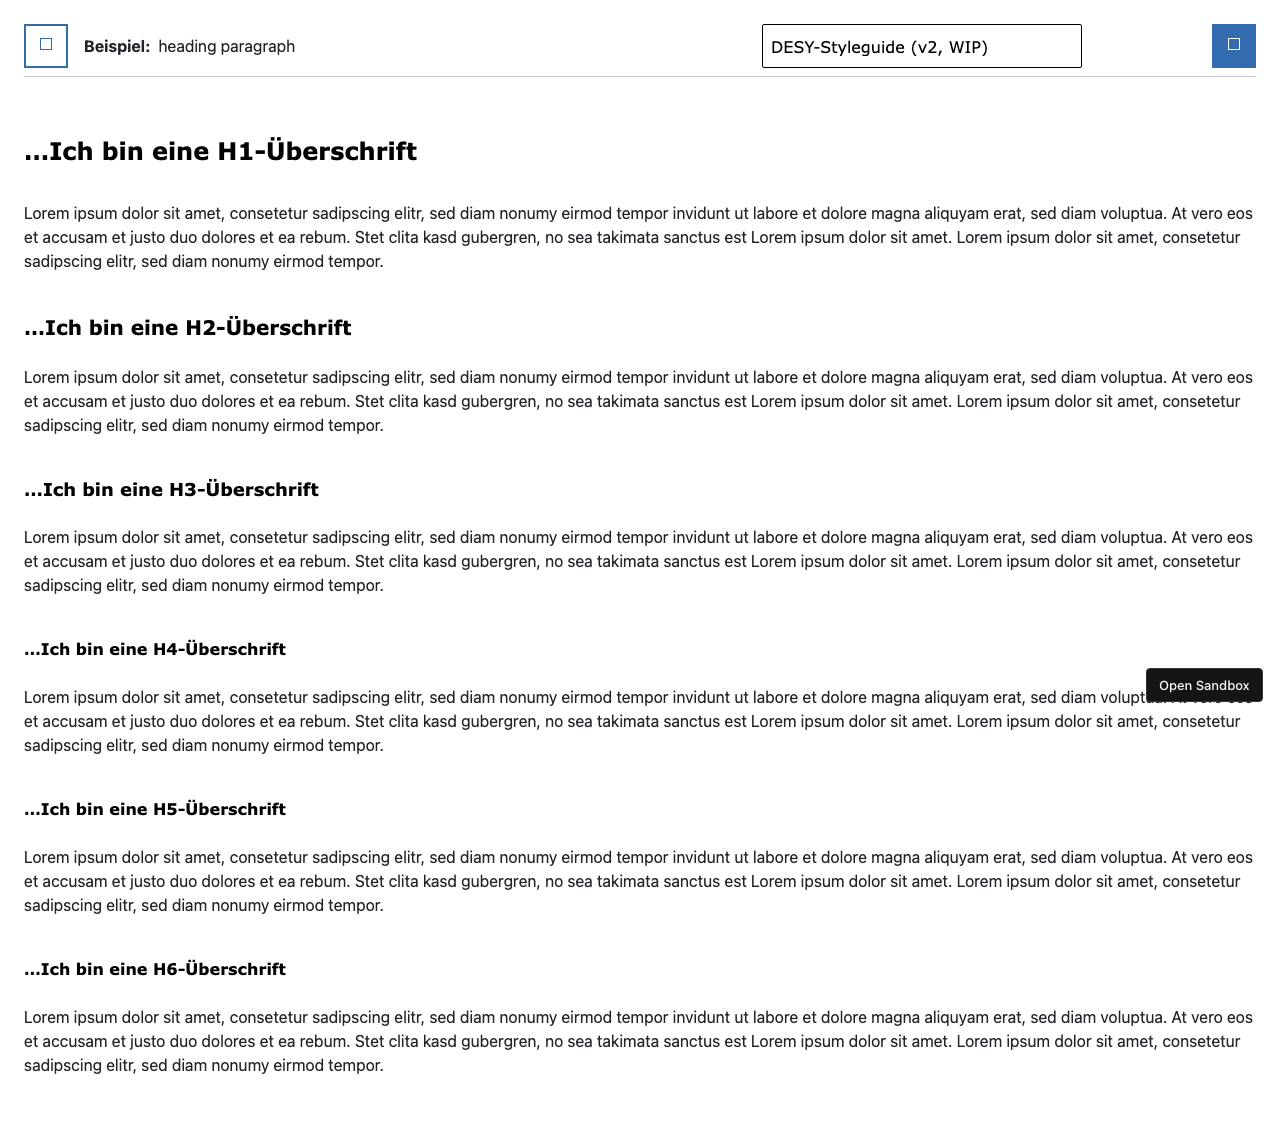 Beispiel: heading paragraph
DESY-Styleguide (v2, WIP)
...Ich bin eine H1-Überschrift
Lorem ipsum dolor sit amet, consetetur sadipscing elitr, sed diam nonumy eirmod tempor invidunt ut labore et dolore magna aliquyam erat, sed diam voluptua. At vero eos
et accusam et justo duo dolores et ea rebum. Stet clita kasd gubergren, no sea takimata sanctus est Lorem ipsum dolor sit amet. Lorem ipsum dolor sit amet, consetetur
sadipscing elitr, sed diam nonumy eirmod tempor.
...Ich bin eine H2-Überschrift
Lorem ipsum dolor sit amet, consetetur sadipscing elitr, sed diam nonumy eirmod tempor invidunt ut labore et dolore magna aliquyam erat, sed diam voluptua. At vero eos
et accusam et justo duo dolores et ea rebum. Stet clita kasd gubergren, no sea takimata sanctus est Lorem ipsum dolor sit amet. Lorem ipsum dolor sit amet, consetetur
sadipscing elitr, sed diam nonumy eirmod tempor.
...Ich bin eine H3-Überschrift
Lorem ipsum dolor sit amet, consetetur sadipscing elitr, sed diam nonumy eirmod tempor invidunt ut labore et dolore magna aliquyam erat, sed diam voluptua. At vero eos
et accusam et justo duo dolores et ea rebum. Stet clita kasd gubergren, no sea takimata sanctus est Lorem ipsum dolor sit amet. Lorem ipsum dolor sit amet, consetetur
sadipscing elitr, sed diam nonumy eirmod tempor.
...Ich bin eine H4-Überschrift
Open Sandbox
Lorem ipsum dolor sit amet, consetetur sadipscing elitr, sed diam nonumy eirmod tempor invidunt ut labore et dolore magna aliquyam erat, sed diam
et accusam et justo duo dolores et ea rebum. Stet clita kasd gubergren, no sea takimata sanctus est Lorem ipsum dolor sit amet. Lorem ipsum dolor sit amet, consetetur
sadipscing elitr, sed diam nonumy eirmod tempor.
...Ich bin eine H5-Überschrift
Lorem ipsum dolor sit amet, consetetur sadipscing elitr, sed diam nonumy eirmod tempor invidunt ut labore et dolore magna aliquyam erat, sed diam voluptua. At vero eos
et accusam et justo duo dolores et ea rebum. Stet clita kasd gubergren, no sea takimata sanctus est Lorem ipsum dolor sit amet. Lorem ipsum dolor sit amet, consetetur
sadipscing elitr, sed diam nonumy eirmod tempor.
...Ich bin eine H6-Überschrift
Lorem ipsum dolor sit amet, consetetur sadipscing elitr, sed diam nonumy eirmod tempor invidunt ut labore et dolore magna aliquyam erat, sed diam voluptua. At vero eos
et accusam et justo duo dolores et ea rebum. Stet clita kasd gubergren, no sea takimata sanctus est Lorem ipsum dolor sit amet. Lorem ipsum dolor sit amet, consetetur
sadipscing elitr, sed diam nonumy eirmod tempor.